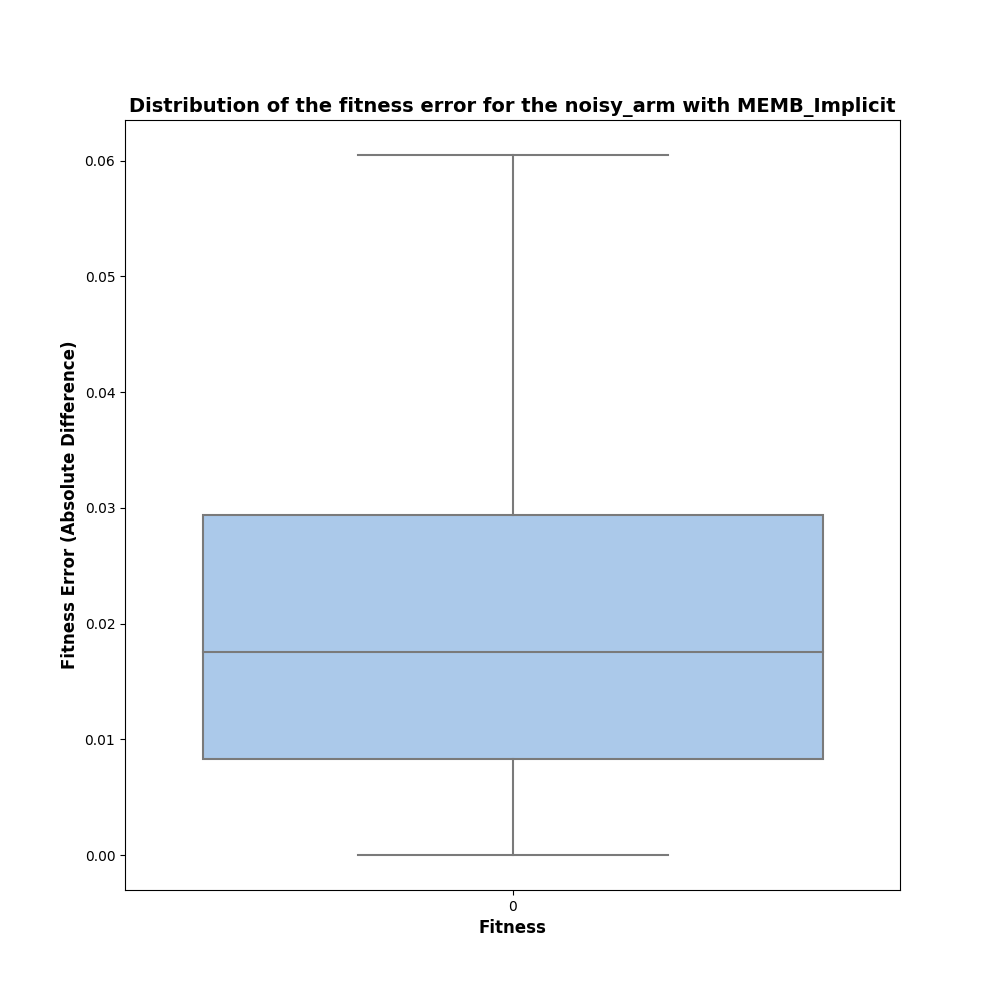 Distribution of the fitness error for the noisy_arm with MEMB_Implicit
0.06
0.05
0.04
0.03
0.02
0.01
0.00
Fitness Error (Absolute Difference)
0
Fitness